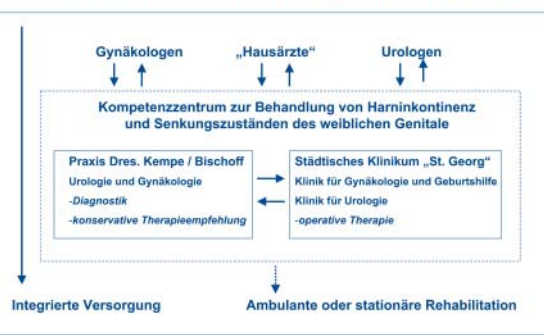 Gynäkologen „Hausärzte“ Urologen
Kompetenzzentrum zur Behandlung von Harninkontinenz
und Senkungszuständen des weiblichen Genitale
Praxis Dres. Kempe / Bischoff
Urologie und Gynäkologie
-Diagnostik
-konservative Therapieempfehlung
Städtisches Klinikum „St. Georg“
Klinik für Gynäkologie und Geburtshilfe
Klinik für Urologie
-operative Therapie
Integrierte Versorgung Ambulante oder stationäre Rehabilitation